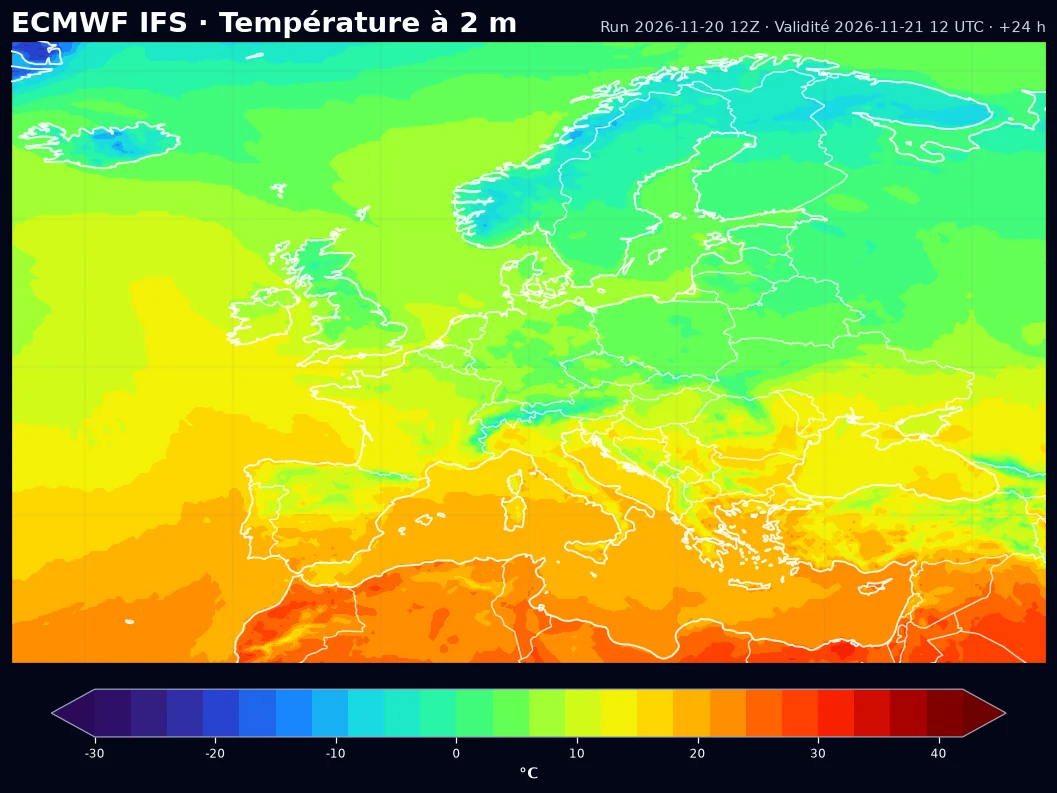 ECMWF IFS · Température à 2 m
Run 2026-11-20 12Z · Validité 2026-11-21 12 UTC · +24 h
-30 -20 -10 0 10 20 30 40
°C